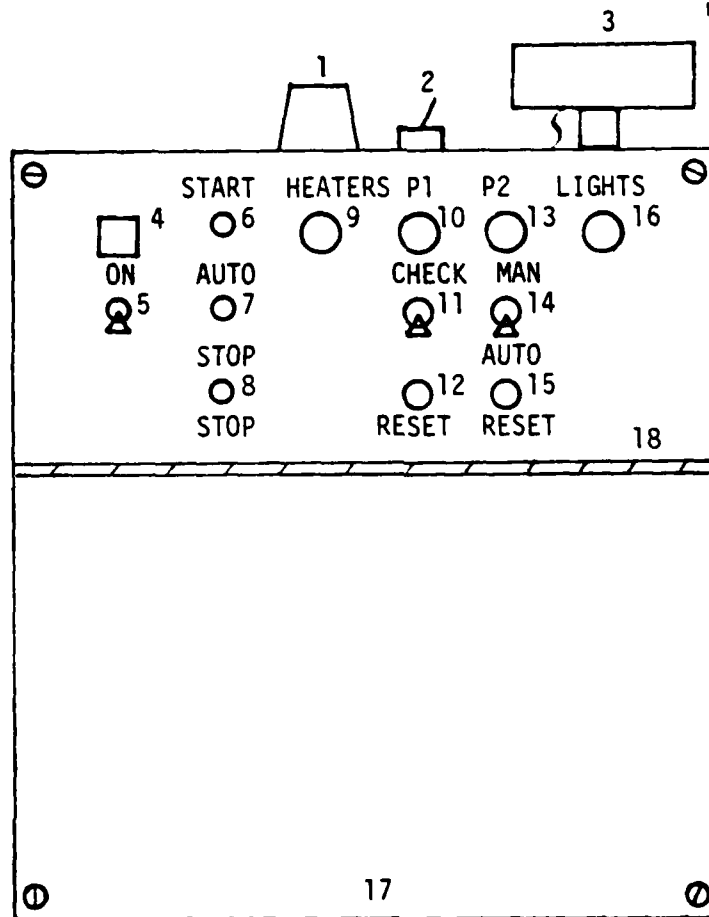 3
1
2
START HEATERS P1 P2 LIGHTS
4 6 9 10 13 16
ON AUTO CHECK MAN
5 7 11 14
STOP AUTO
8 12 15
STOP RESET RESET
18
17